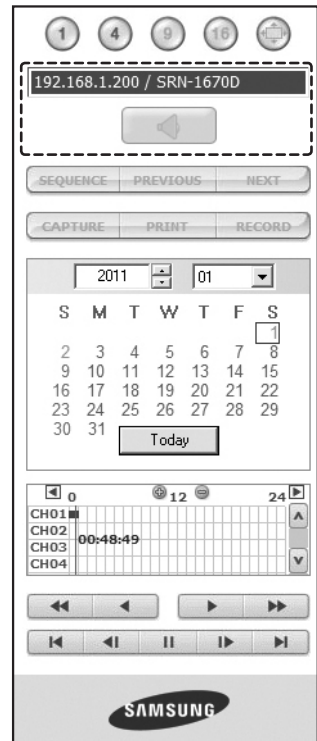 1 4 9 16
192.168.1.200 / SRN-1670D
SEQUENCE PREVIOUS NEXT
CAPTURE PRINT RECORD
2011 01
S M T W T F S
1
2 3 4 5 6 7 8
9 10 11 12 13 14 15
16 17 18 19 20 21 22
23 24 25 26 27 28 29
30 31 Today
0 12 24
CH01
CH02
00:48:49
CH03
CH04
SAMSUNG